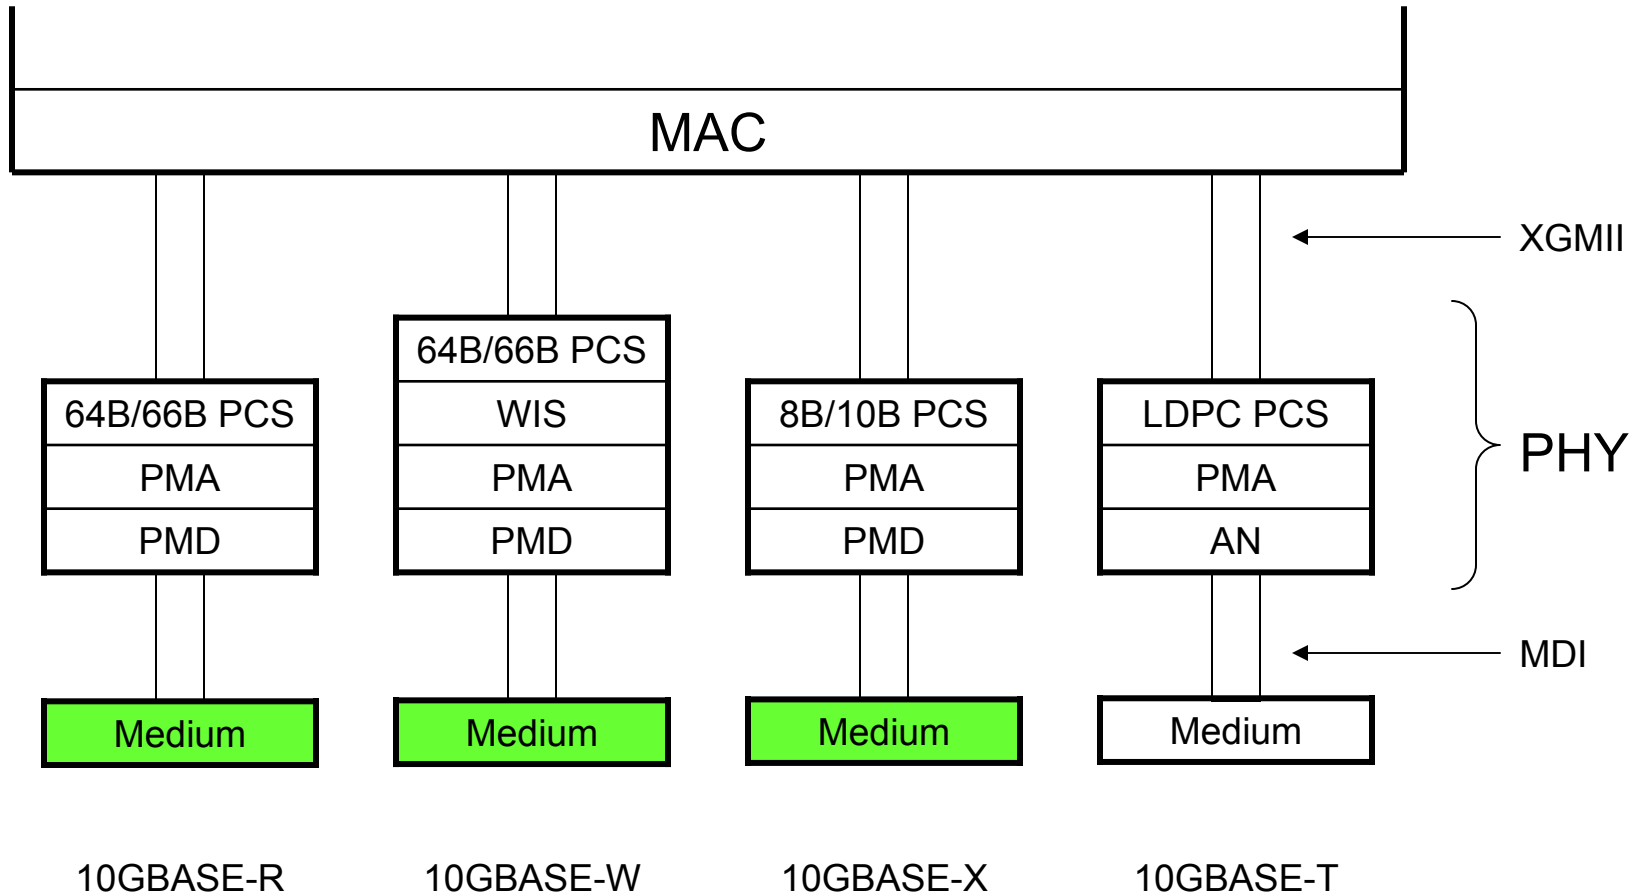 MAC
XGMII
64B/66B PCS
64B/66B PCS WIS 8B/10B PCS LDPC PCS
PHY
PMA PMA PMA PMA
PMD PMD PMD AN
MDI
Medium Medium Medium Medium
10GBASE-R 10GBASE-W 10GBASE-X 10GBASE-T